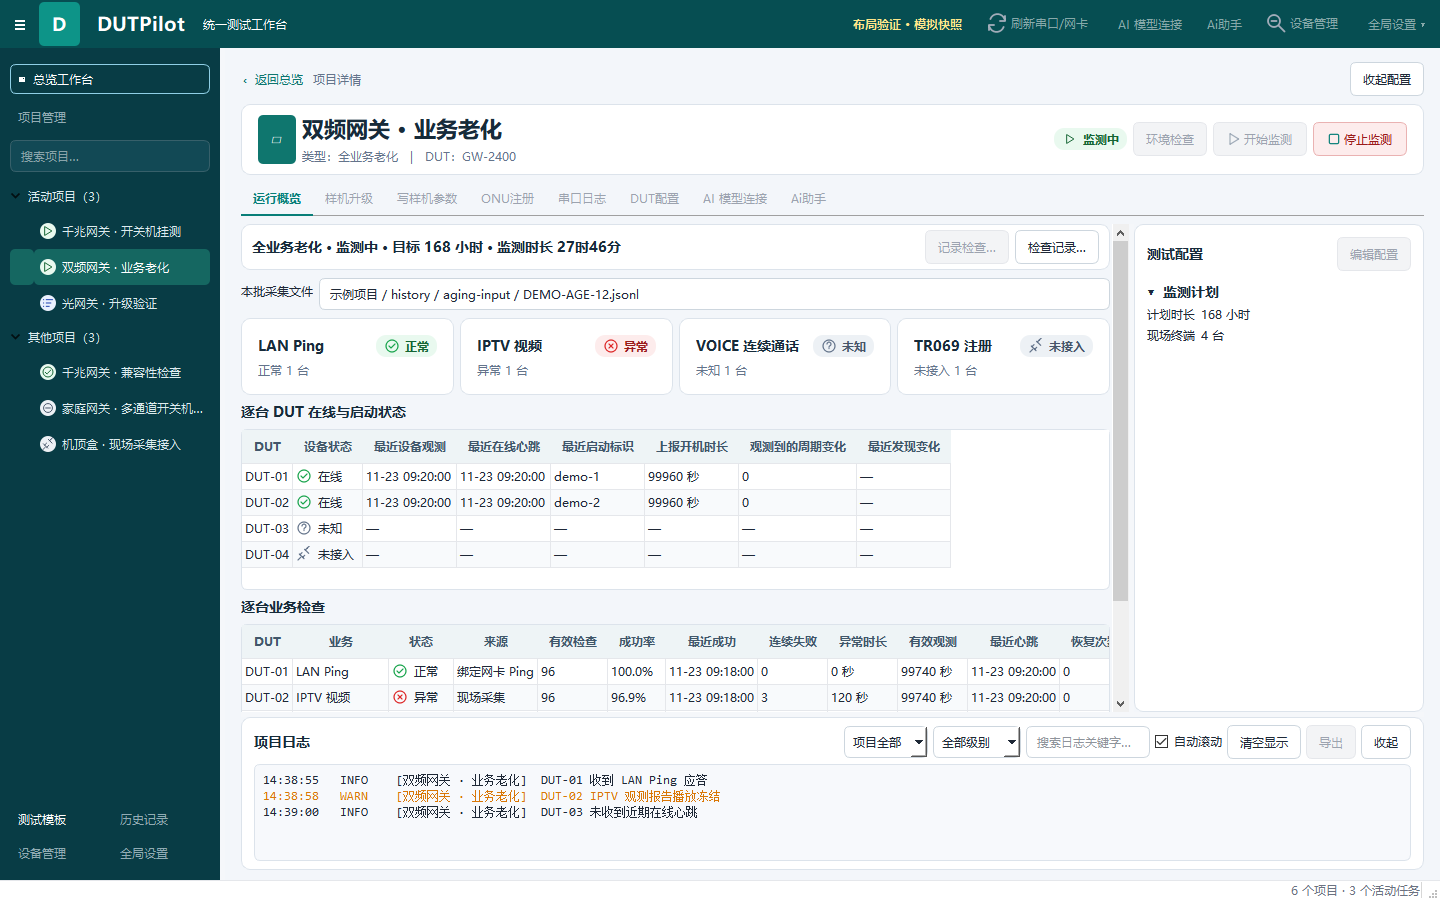 DUTPilot 统一测试工作台
布局验证 • 模拟快照 刷新串口/网卡 AI 模型连接 Ai助手 设备管理 全局设置
D
总览工作台
项目管理
搜索项目...
活动项目（3）
千兆网关 · 开关机挂测
双频网关 · 业务老化
光网关 · 升级验证
其他项目（3）
千兆网关 · 兼容性检查
家庭网关 · 多通道开关机...
机顶盒 · 现场采集接入
测试模板 历史记录
设备管理 全局设置
‹ 返回总览 项目详情
收起配置
双频网关 • 业务老化
类型：全业务老化 | DUT：GW-2400
监测中 环境检查 开始监测 停止监测
运行概览 样机升级 写样机参数 ONU注册 串口日志 DUT配置 AI 模型连接 Ai助手
全业务老化 • 监测中 • 目标 168 小时 • 监测时长 27时46分
记录检查... 检查记录...
本批采集文件 示例项目 / history / aging-input / DEMO-AGE-12.jsonl
LAN Ping 正常
正常 1 台
IPTV 视频 异常
异常 1 台
VOICE 连续通话 未知
未知 1 台
TR069 注册 未接入
未接入 1 台
逐台 DUT 在线与启动状态
DUT 设备状态 最近设备观测 最近在线心跳 最近启动标识 上报开机时长 观测到的周期变化 最近发现变化
DUT-01 在线 11-23 09:20:00 11-23 09:20:00 demo-1 99960 秒 0 —
DUT-02 在线 11-23 09:20:00 11-23 09:20:00 demo-2 99960 秒 0 —
DUT-03 未知 — — — — — —
DUT-04 未接入 — — — — — —
逐台业务检查
DUT 业务 状态 来源 有效检查 成功率 最近成功 连续失败 异常时长 有效观测 最近心跳 恢复次
DUT-01 LAN Ping 正常 绑定网卡 Ping 96 100.0% 11-23 09:18:00 0 0 秒 99740 秒 11-23 09:20:00 0
DUT-02 IPTV 视频 异常 现场采集 96 96.9% 11-23 09:18:00 3 120 秒 99740 秒 11-23 09:20:00 0
测试配置 编辑配置
监测计划
计划时长 168 小时
现场终端 4 台
项目日志
项目全部 全部级别 搜索日志关键字... 自动滚动 清空显示 导出 收起
14:38:55 INFO [双频网关 · 业务老化] DUT-01 收到 LAN Ping 应答
14:38:58 WARN [双频网关 · 业务老化] DUT-02 IPTV 观测报告播放冻结
14:39:00 INFO [双频网关 · 业务老化] DUT-03 未收到近期在线心跳
6 个项目 · 3 个活动任务